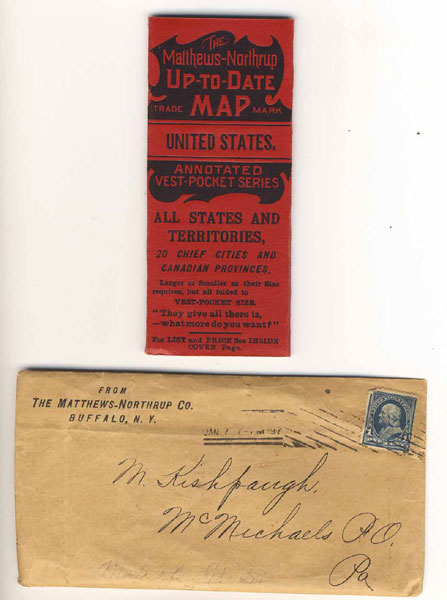 The
Matthews-Northrup
UP-TO-DATE
TRADE MAP MARK
UNITED STATES.
ANNOTATED
VEST-POCKET SERIES
ALL STATES AND
TERRITORIES,
20 CHIEF CITIES AND
CANADIAN PROVINCES.
Larger or Smaller as their Size
requires, but all folded to
VEST-POCKET SIZE.
"They give all there is,
—what more do you want?"
For LIST and PRICE See INSIDE
COVER Page.
FROM
THE MATTHEWS-NORTHRUP CO.
BUFFALO, N. Y.
JAN 97
M. Kishpaugh,
McMichaels P.O.
Pa